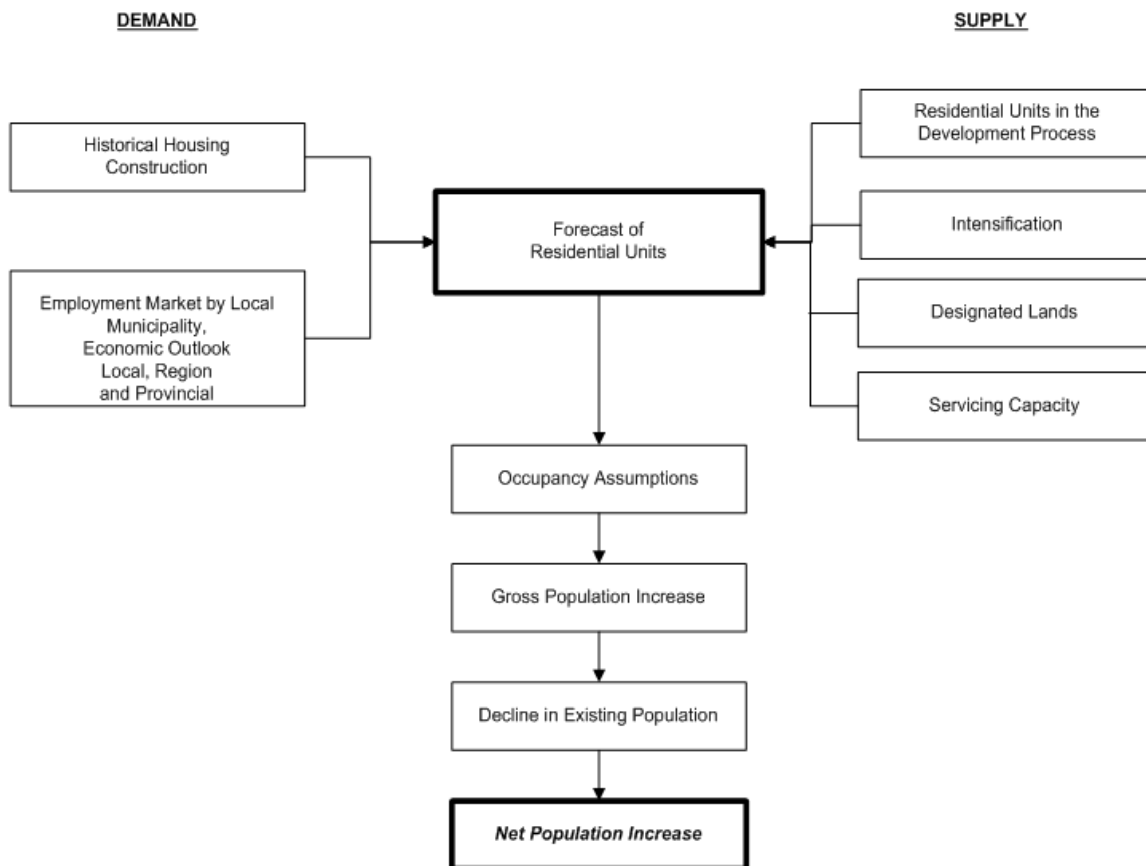 DEMAND
SUPPLY
Historical Housing
Construction
Employment Market by Local
Municipality,
Economic Outlook
Local, Region
and Provincial
Forecast of
Residential Units
Residential Units in the
Development Process
Intensification
Designated Lands
Servicing Capacity
Occupancy Assumptions
Gross Population Increase
Decline in Existing Population
Net Population Increase